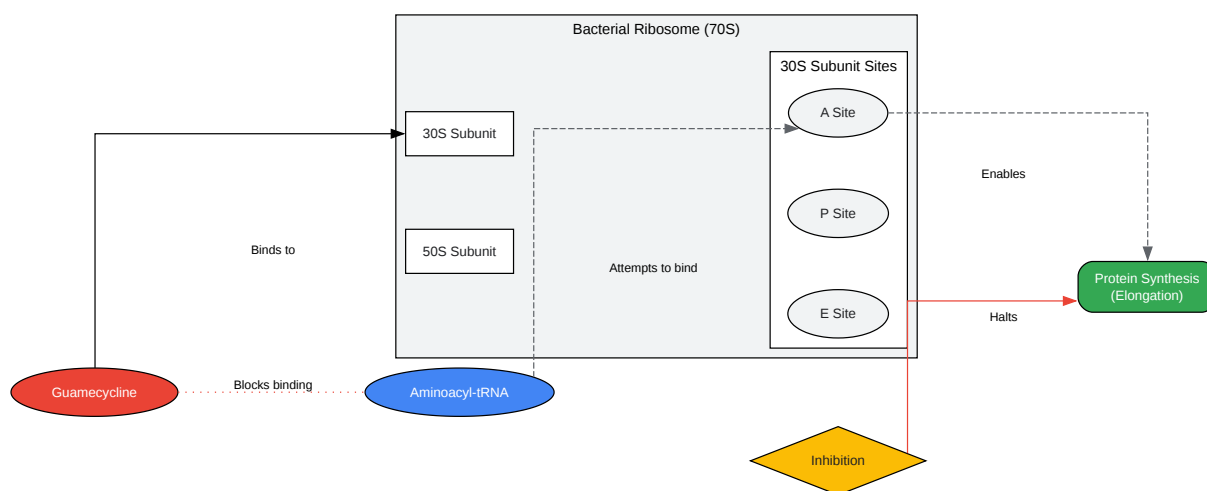 Bacterial Ribosome (70S)
30S Subunit Sites
A Site
30S Subunit
Enables
P Site
Binds to
50S Subunit
Attempts to bind
Protein Synthesis
(Elongation)
E Site
Halts
Guamecycline
Blocks binding
Aminoacyl-tRNA
Inhibition